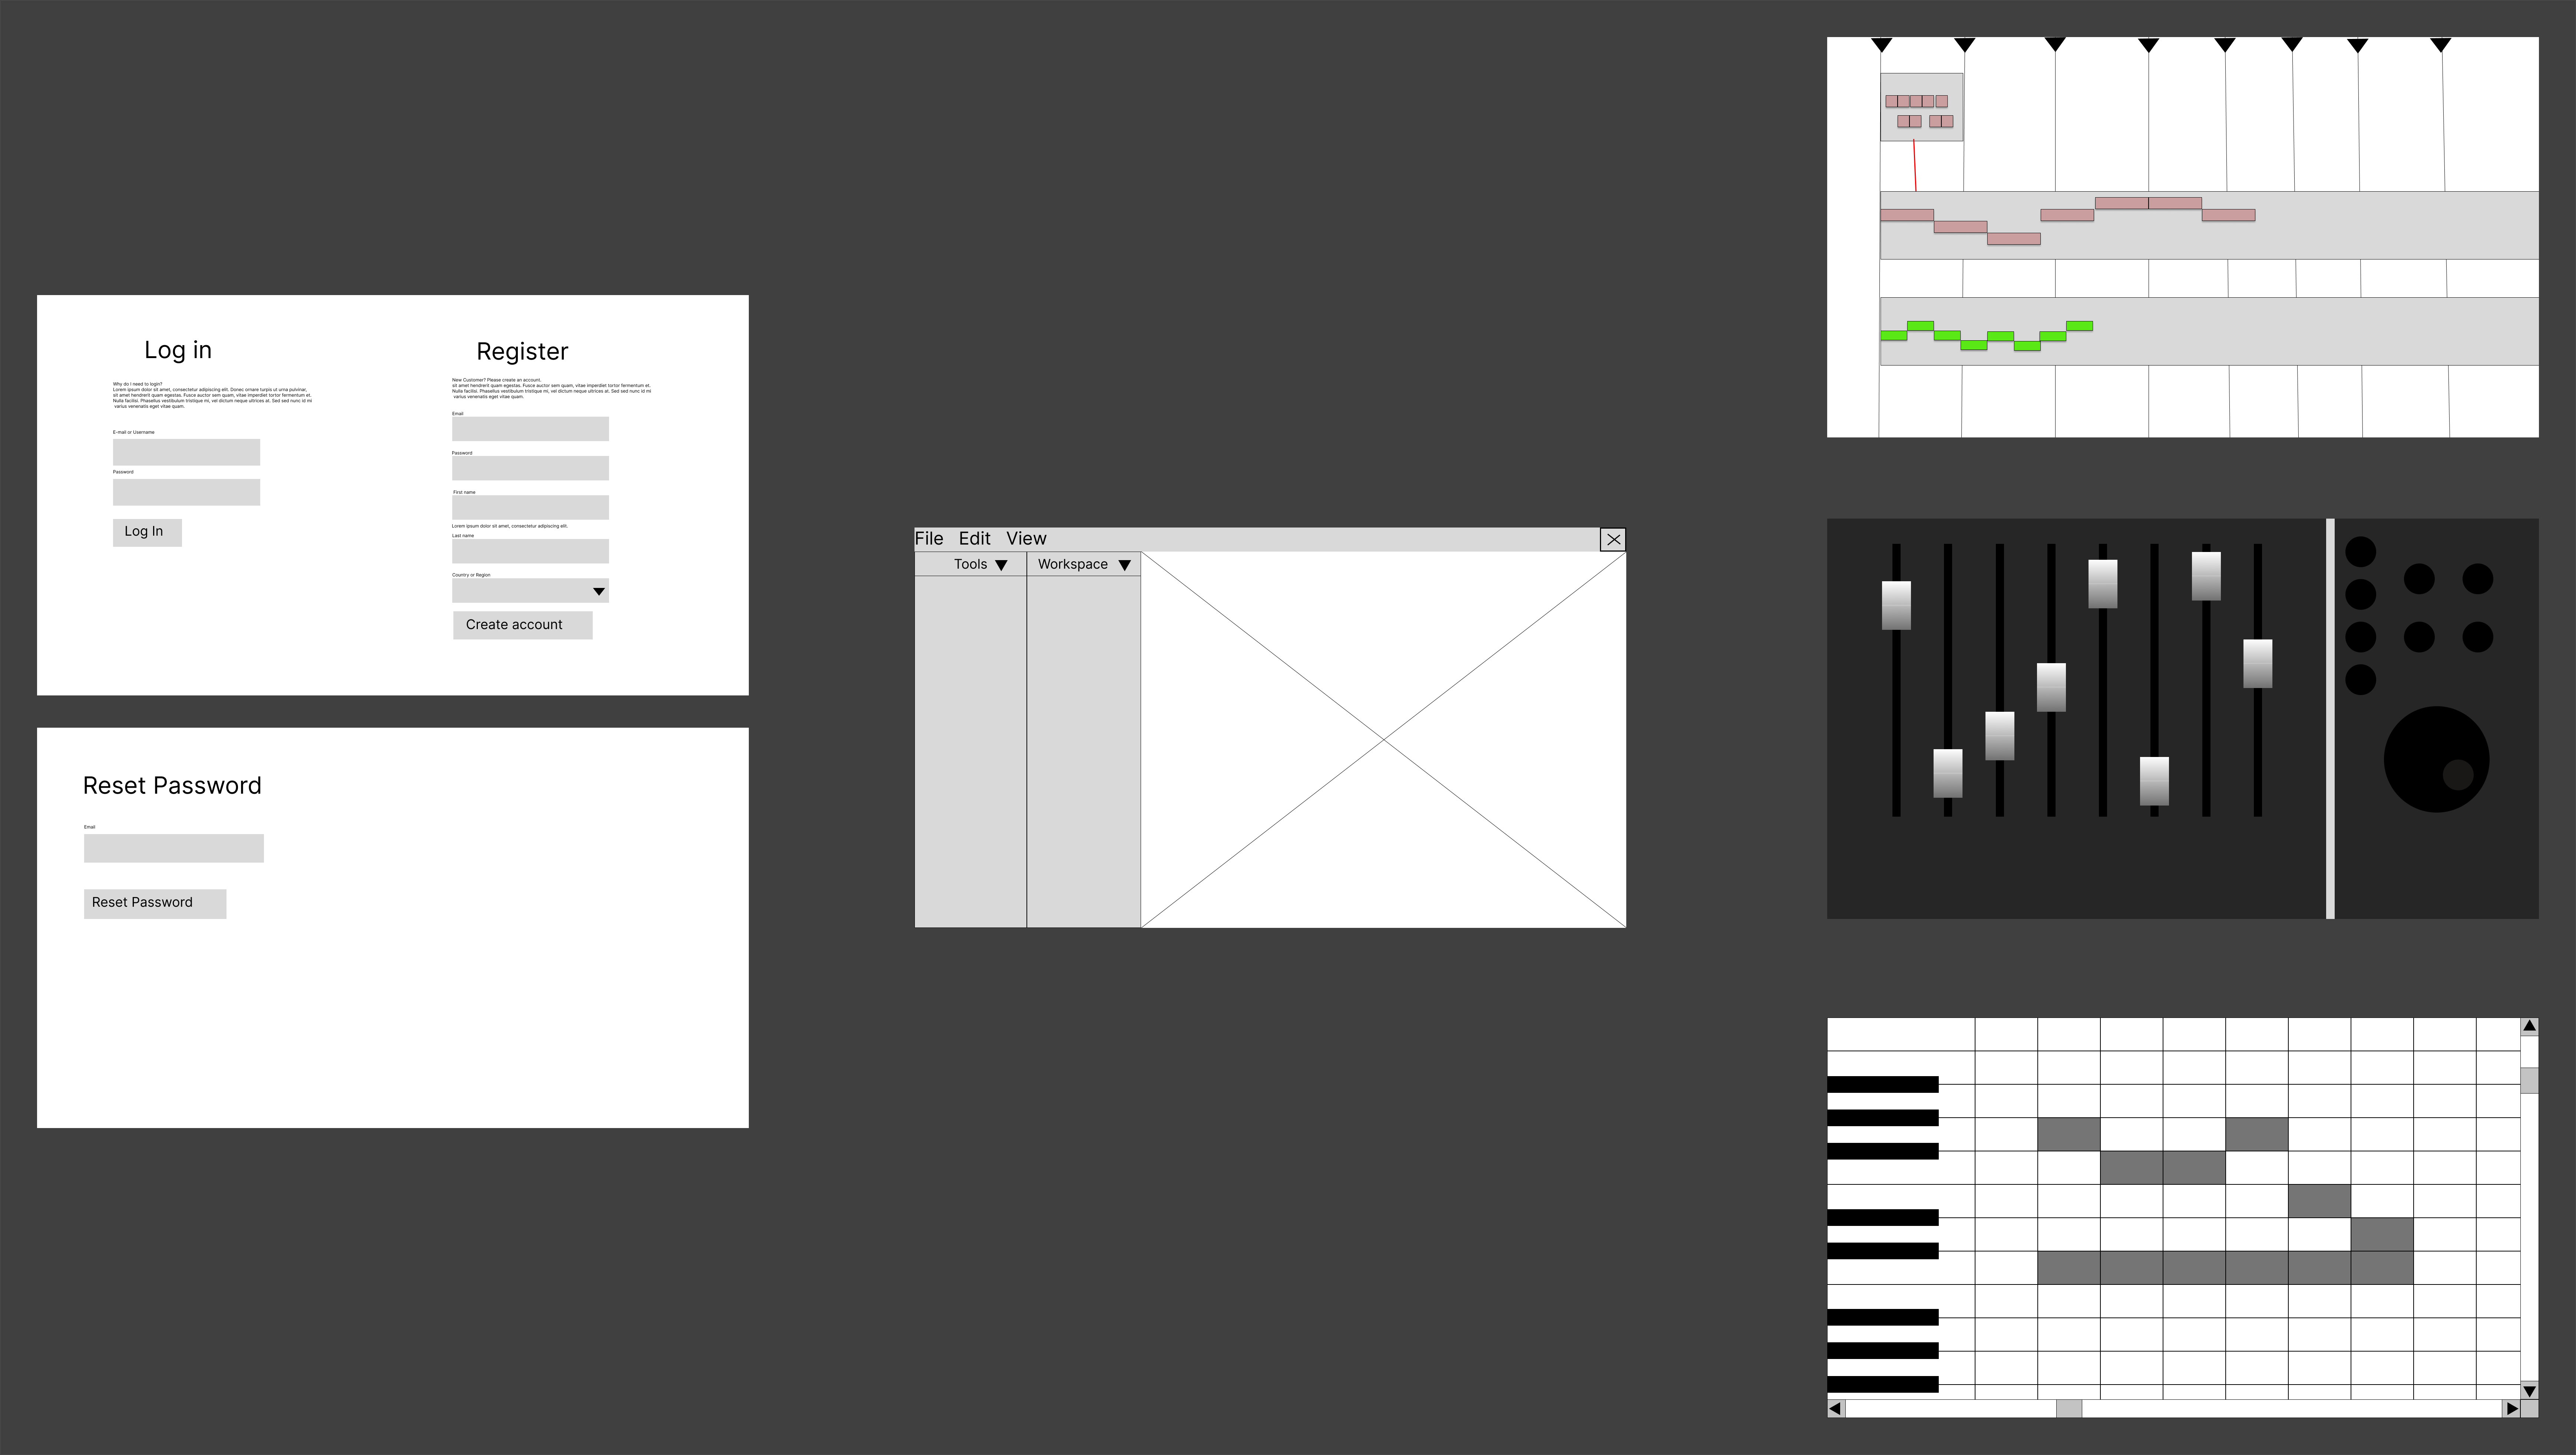 Log in
Why do I need to login?
Lorem ipsum dolor sit amet, consectetur adipiscing elit. Donec ornare turpis ut urna pulvinar,
sit amet hendrerit quam egestas. Fusce auctor sem quam, vitae imperdiet tortor fermentum et.
Nulla facilisi. Phasellus vestibulum tristique mi, vel dictum neque ultrices at. Sed sed nunc id mi
varius venenatis eget vitae quam.
E-mail or Username
Password
Log In
Register
New Customer? Please create an account.
sit amet hendrerit quam egestas. Fusce auctor sem quam, vitae imperdiet tortor fermentum et.
Nulla facilisi. Phasellus vestibulum tristique mi, vel dictum neque ultrices at. Sed sed nunc id mi
varius venenatis eget vitae quam.
Email
Password
First name
Lorem ipsum dolor sit amet, consectetur adipiscing elit.
Last name
Country or Region
Create account
Reset Password
Email
Reset Password
File Edit View
Tools Workspace